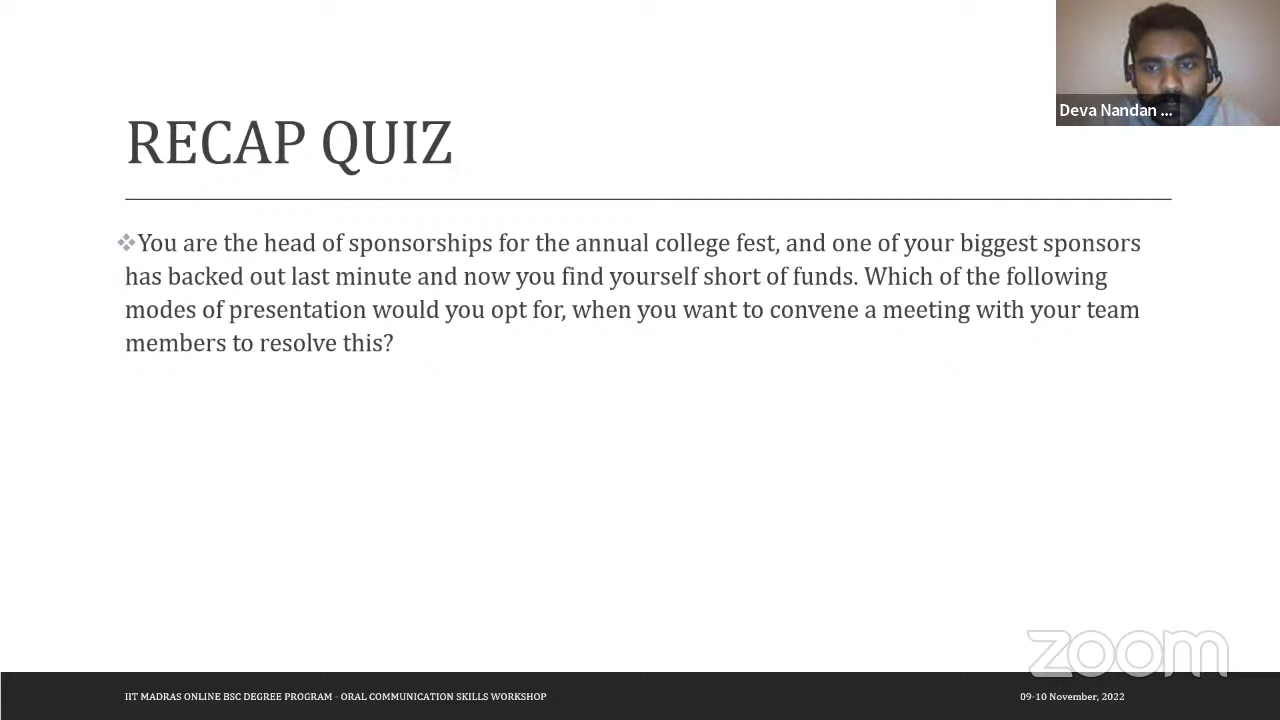 Deva Nandan ...
RECAP QUIZ
❖You are the head of sponsorships for the annual college fest, and one of your biggest sponsors
has backed out last minute and now you find yourself short of funds. Which of the following
modes of presentation would you opt for, when you want to convene a meeting with your team
members to resolve this?
zoom
IIT MADRAS ONLINE BSC DEGREE PROGRAM - ORAL COMMUNICATION SKILLS WORKSHOP
09-10 November, 2022